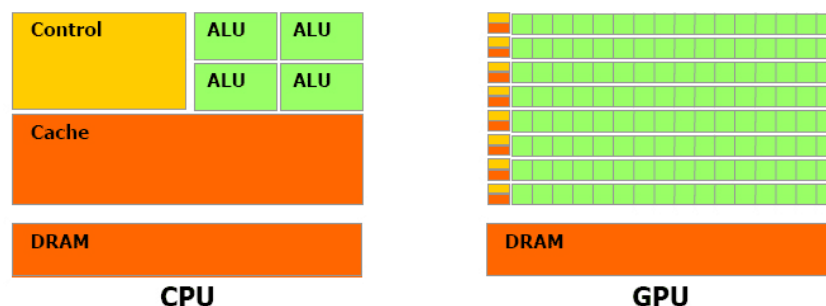 Control
ALU ALU
ALU ALU
Cache
DRAM
CPU
DRAM
GPU